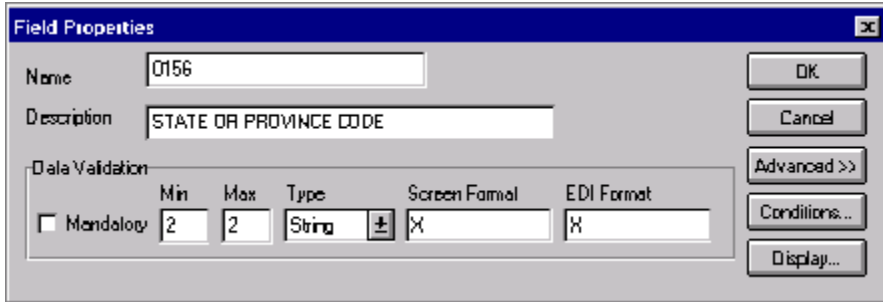 Field Properties
Name
0156
OK
Description
STATE OR PROVINCE CODE
Cancel
Data Validation
Advanced >>
Min Max Type Screen Format EDI Format
Mandatory 2 2 String X X
Conditions...
Display...